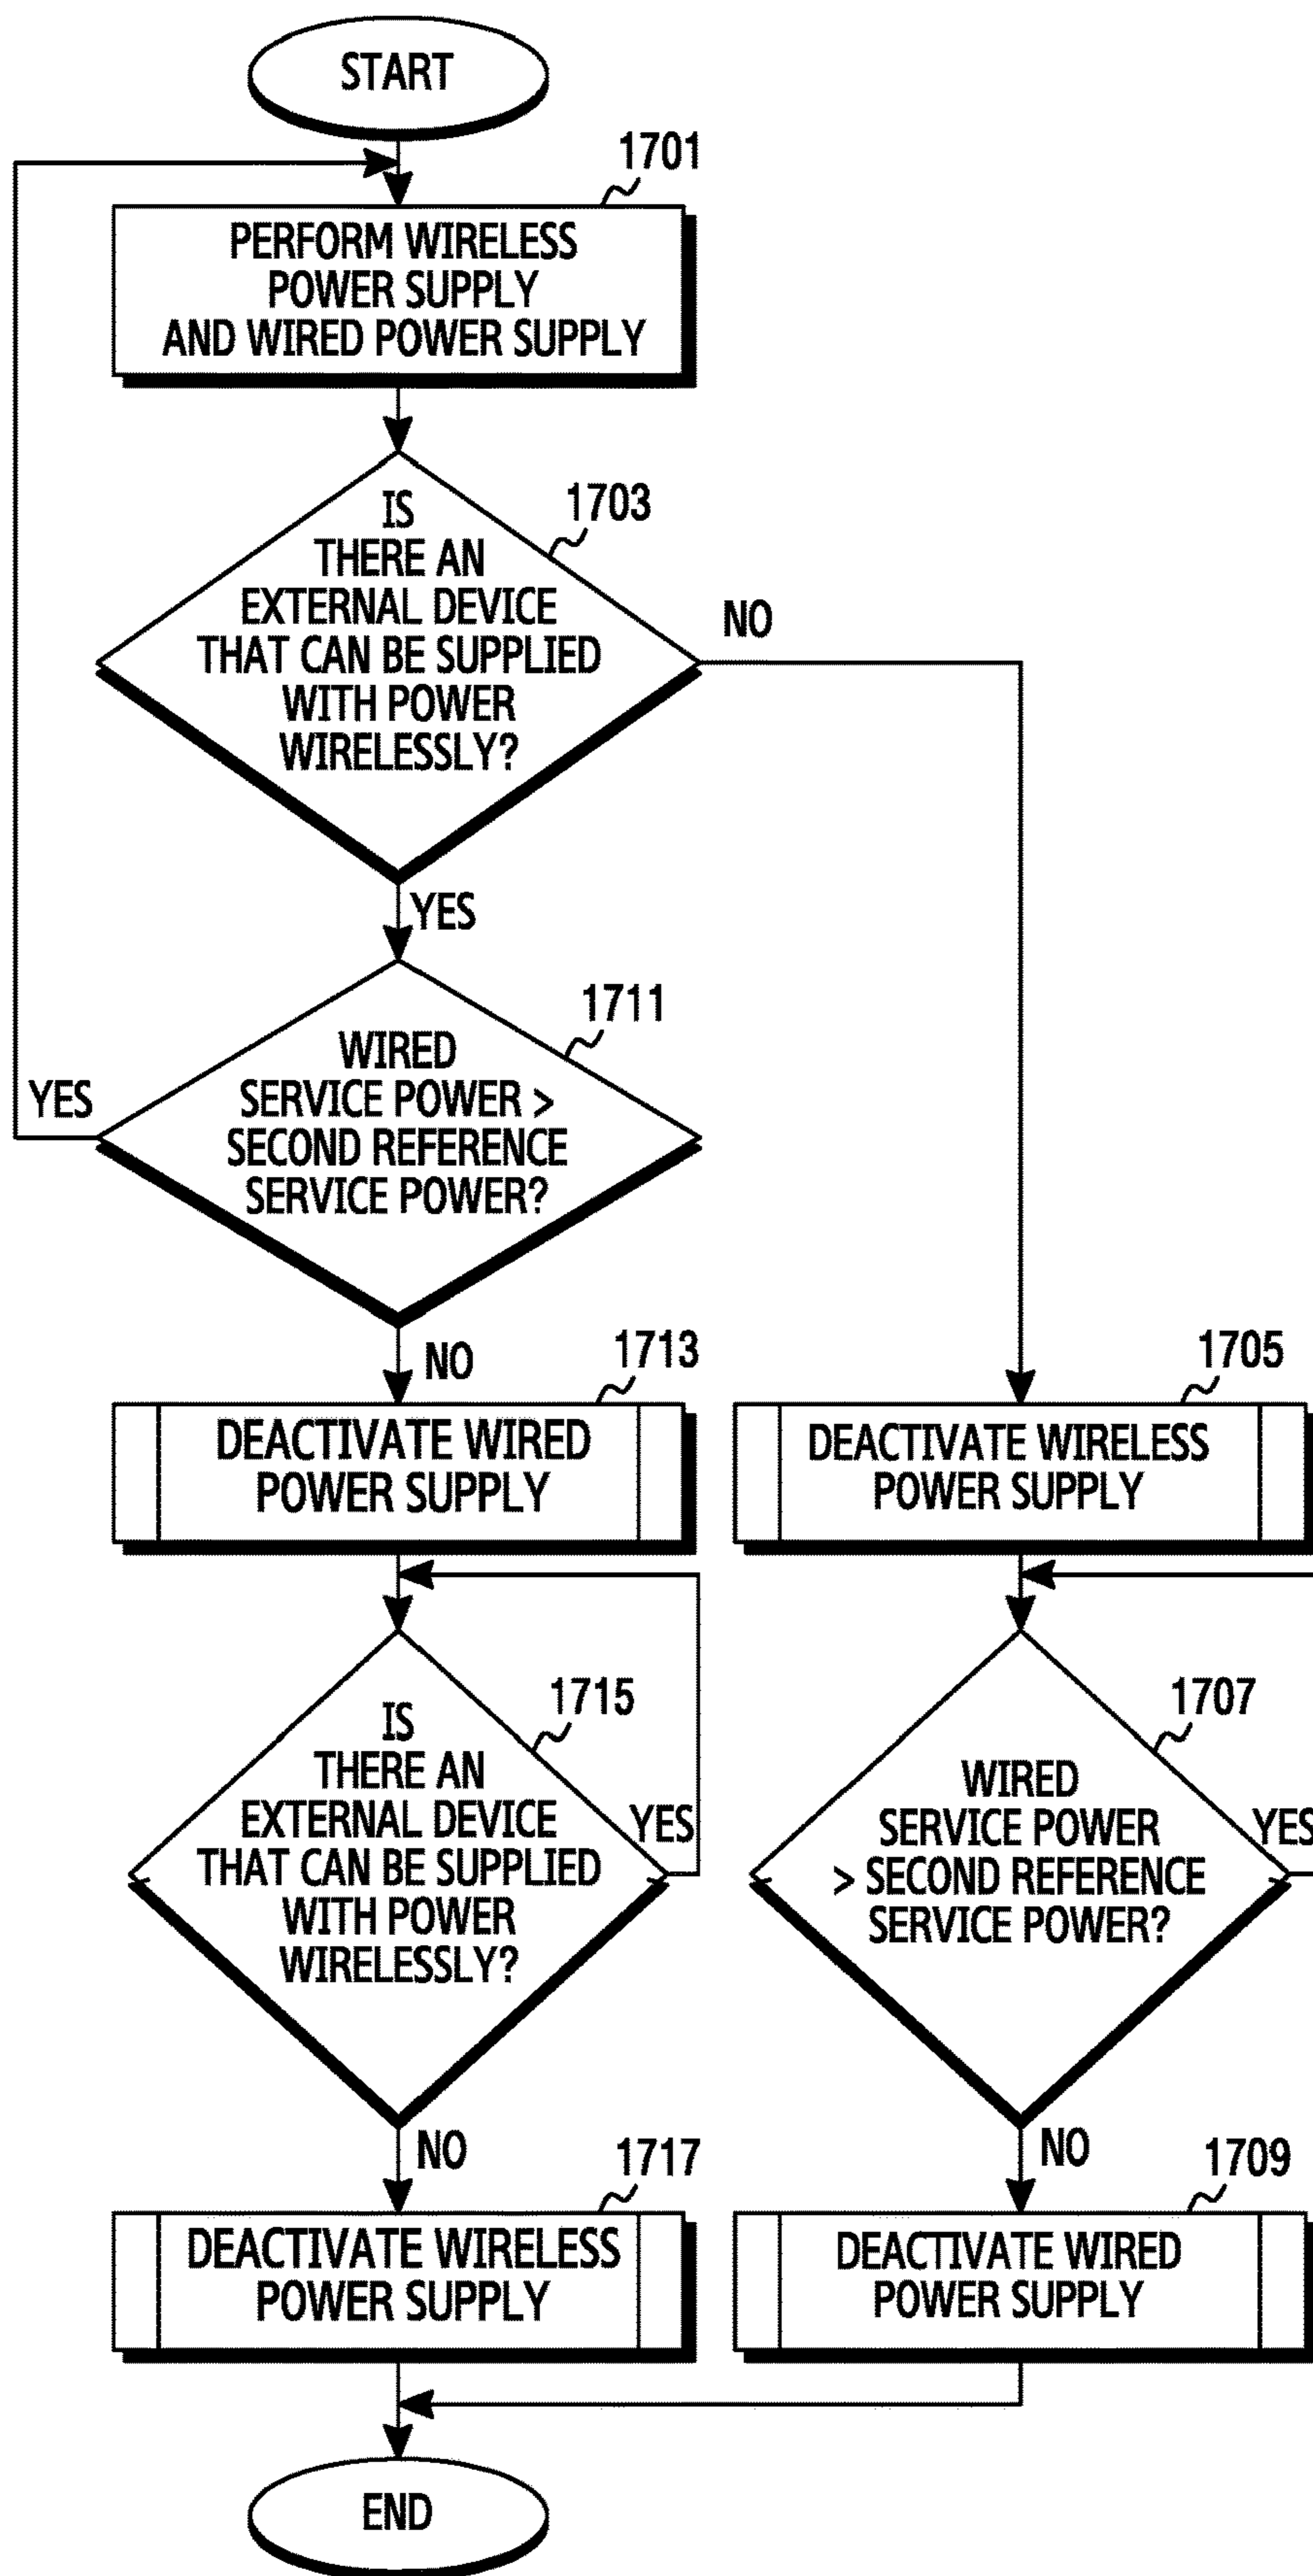 START
1701
PERFORM WIRELESS
POWER SUPPLY
AND WIRED POWER SUPPLY
1703
IS
THERE AN
EXTERNAL DEVICE
THAT CAN BE SUPPLIED
WITH POWER
WIRELESSLY?
NO
YES
1711
WIRED
SERVICE POWER >
SECOND REFERENCE
SERVICE POWER?
YES
NO
1713
DEACTIVATE WIRED
POWER SUPPLY
1705
DEACTIVATE WIRELESS
POWER SUPPLY
1715
IS
THERE AN
EXTERNAL DEVICE
THAT CAN BE SUPPLIED
WITH POWER
WIRELESSLY?
YES
NO
1707
WIRED
SERVICE POWER
> SECOND REFERENCE
SERVICE POWER?
YES
NO
1717
DEACTIVATE WIRELESS
POWER SUPPLY
1709
DEACTIVATE WIRED
POWER SUPPLY
END